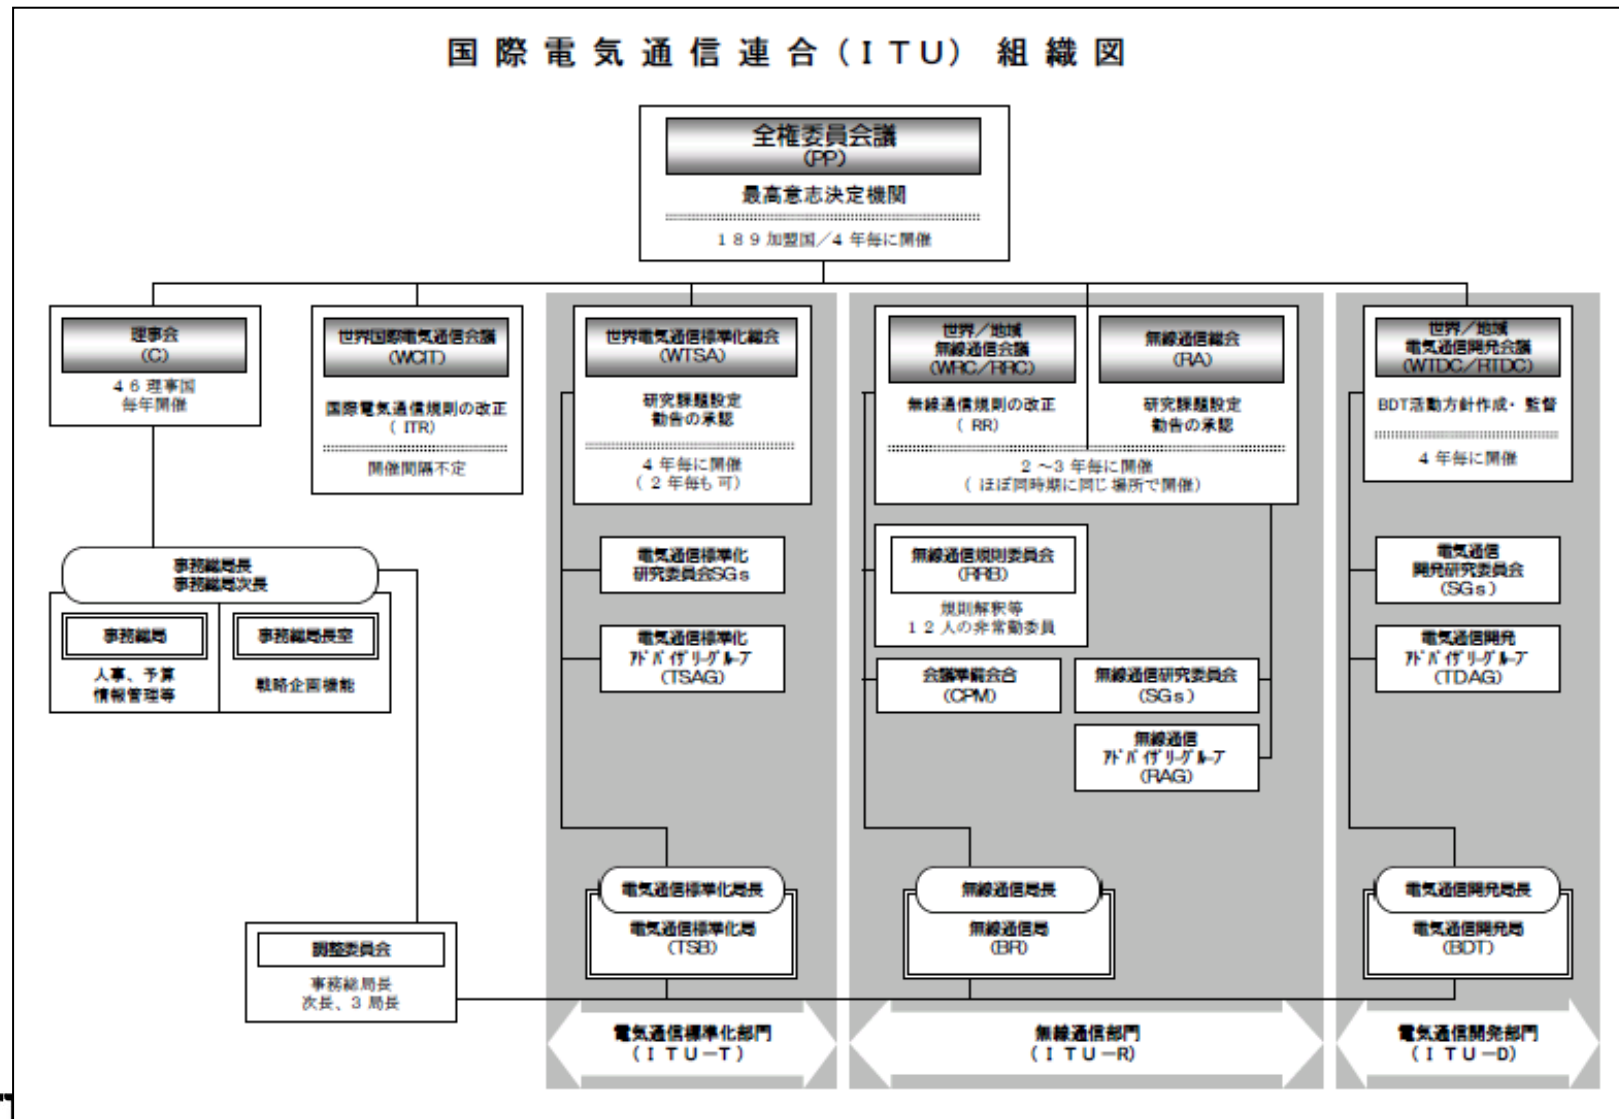 国際電気通信連合(ITU) 組織図
全権委員会議
(PP)
最高意志決定機関
189加盟国／4年毎に開催
理事会
(C)
46理事国
毎年開催
世界国際電気通信会議
(WCIT)
国際電気通信規則の改正
( ITR)
開催間隔不定
世界電気通信標準化総会
(WTSA)
研究課題設定
勧告の承認
4年毎に開催
( 2年毎も可)
世界／地域
無線通信会議
(WRC／RRC)
無線通信規則の改正
( RR)
無線通信総会
(RA)
研究課題設定
勧告の承認
2～3年毎に開催
( ほぼ同時期に同じ場所で開催)
世界／地域
電気通信開発会議
(WTDC／RTDC)
BDT活動方針作成・監督
4年毎に開催
事務総局長
事務総局次長
事務総局
人事、予算
情報管理等
事務総局長室
戦略企画機能
電気通信標準化
研究委員会SGs
電気通信標準化
ｱﾄﾞﾊﾞｲｻﾞﾘｰｸﾞﾙｰﾌﾟ
(TSAG)
無線通信規則委員会
(RRB)
規則解釈等
12人の非常勤委員
会議準備会合
(CPM)
無線通信研究委員会
(SGs)
無線通信
ｱﾄﾞﾊﾞｲｻﾞﾘｰｸﾞﾙｰﾌﾟ
(RAG)
電気通信
開発研究委員会
(SGs)
電気通信開発
ｱﾄﾞﾊﾞｲｻﾞﾘｰｸﾞﾙｰﾌﾟ
(TDAG)
電気通信標準化局長
電気通信標準化局
(TSB)
無線通信局長
無線通信局
(BR)
電気通信開発局長
電気通信開発局
(BDT)
調整委員会
事務総局長
次長、3局長
電気通信標準化部門
(ITU－T)
無線通信部門
(ITU－R)
電気通信開発部門
(ITU－D)